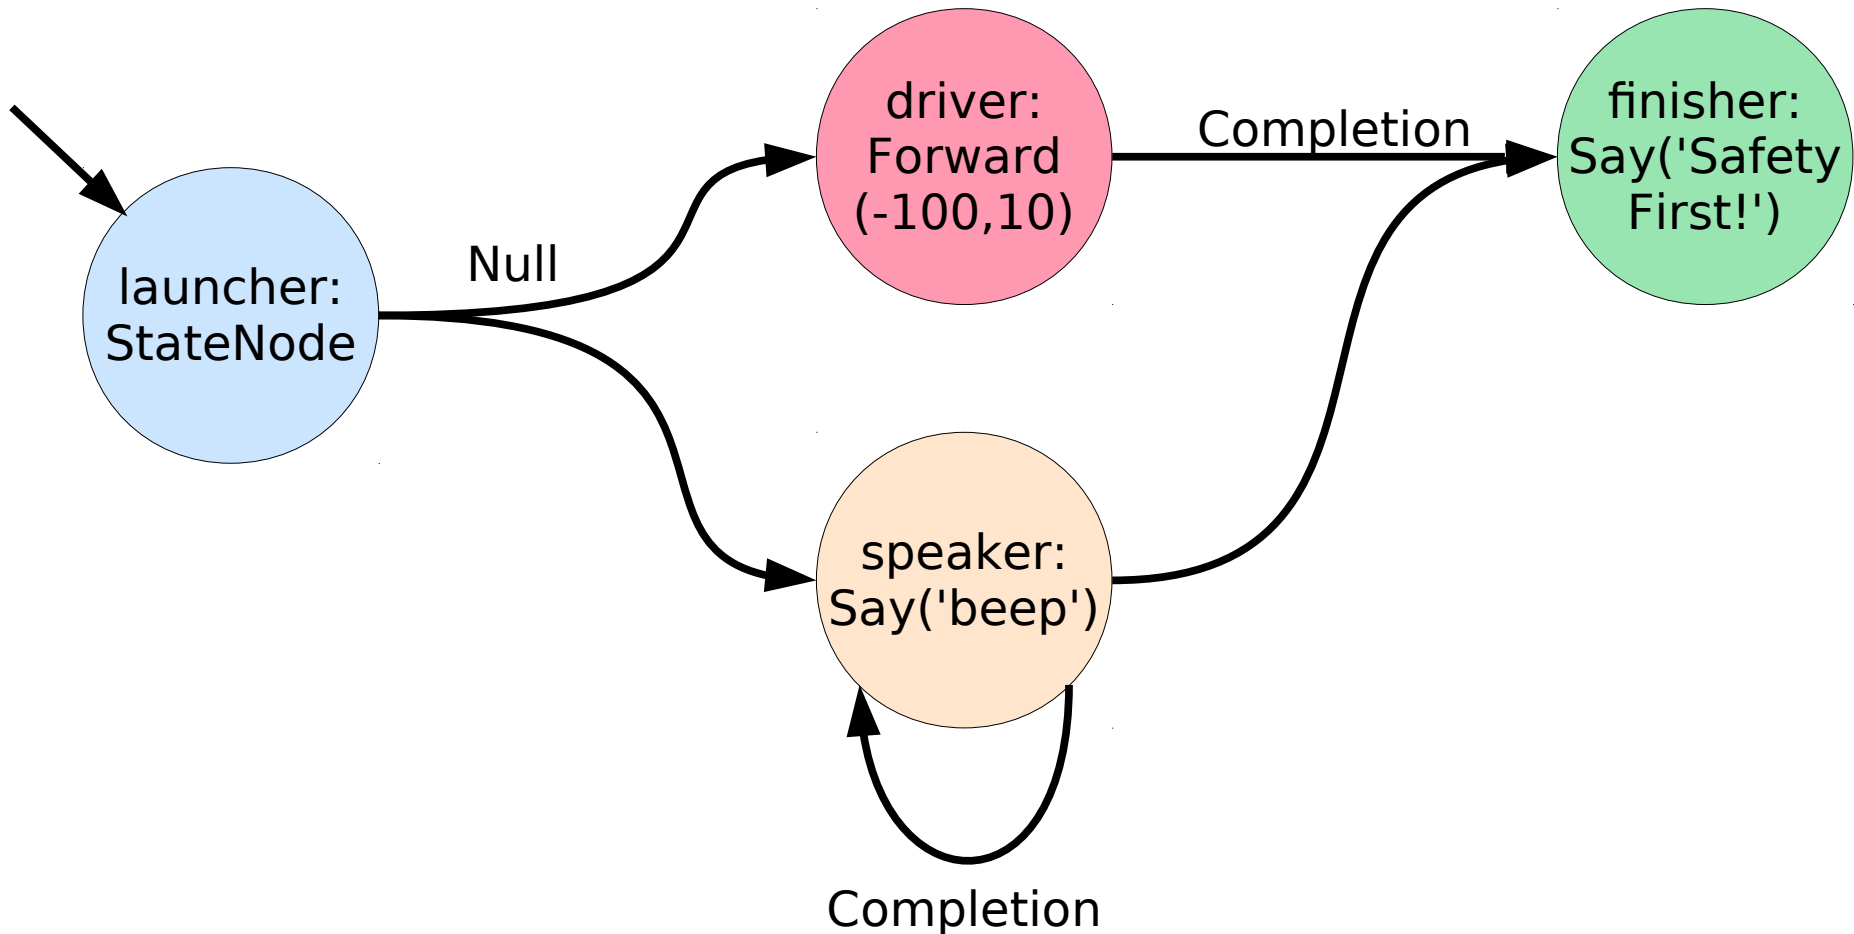 launcher:
StateNode
Null
driver:
Forward
(-100,10)
Completion
finisher:
Say('Safety
First!')
speaker:
Say('beep')
Completion